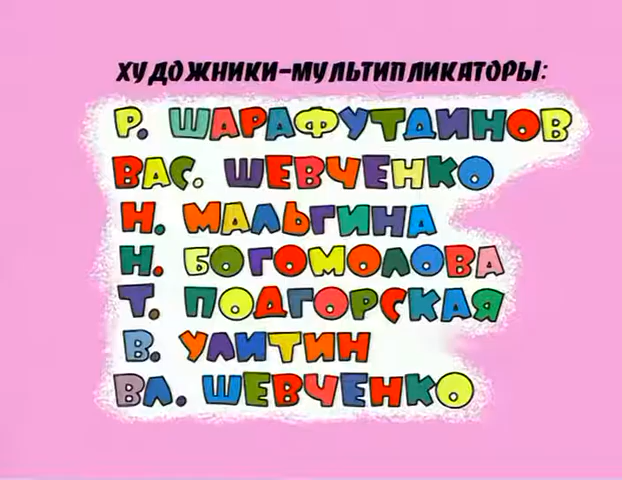 ХУДОЖНИКИ-МУЛЬТИПЛИКАТОРЫ:
Р. ШАРАФУТДИНОВ
ВАС. ШЕВЧЕНКО
Н. МАЛЬГИНА
Н. БОГОМОЛОВА
Т. ПОДГОРСКАЯ
В. УЛИТИН
ВЛ. ШЕВЧЕНКО